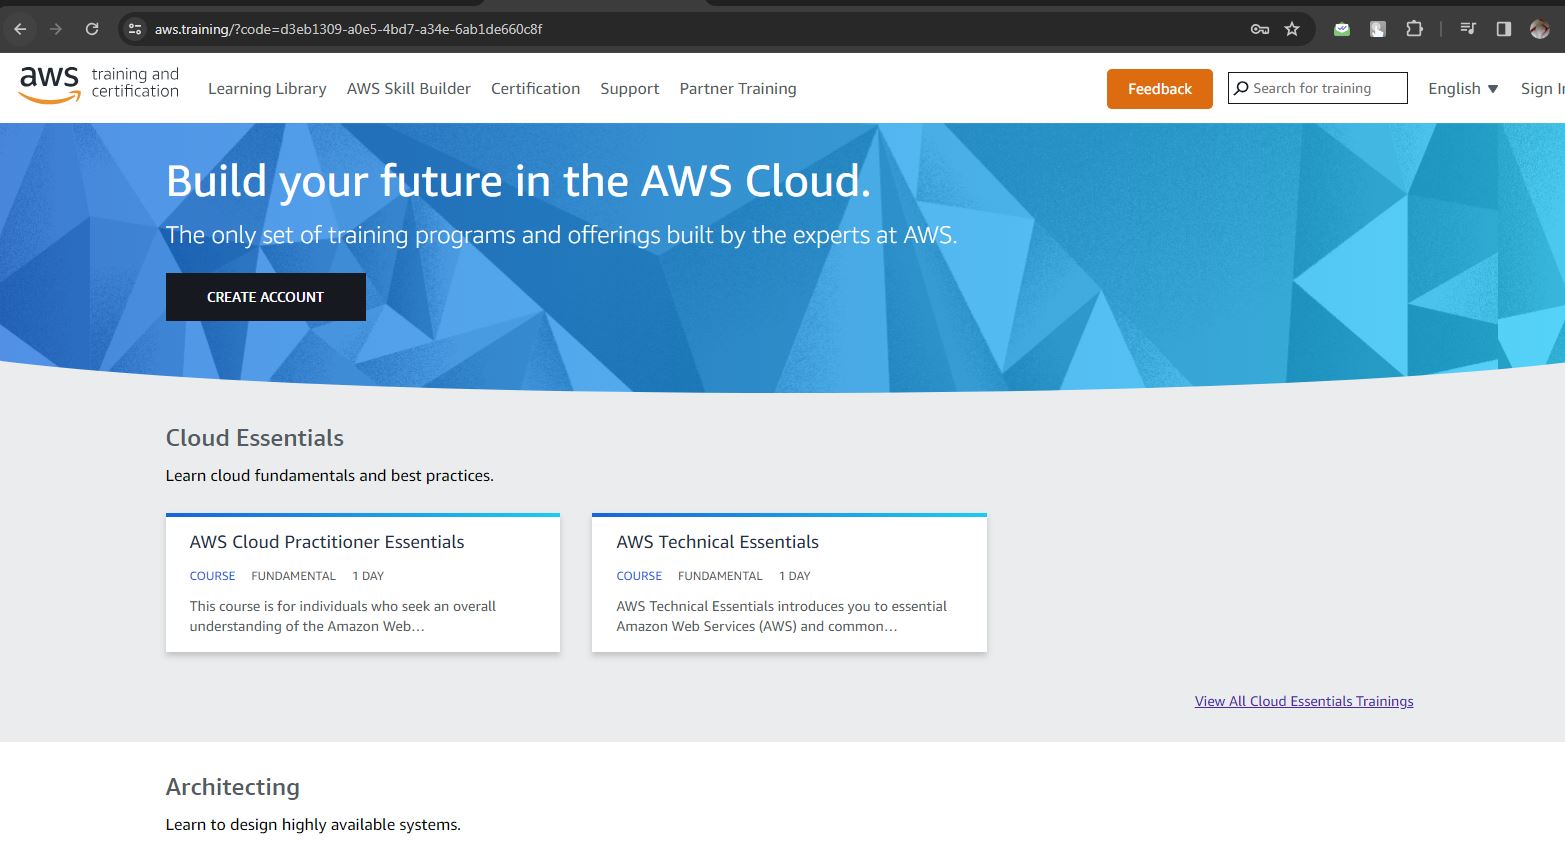 aws.training/?code=d3eb1309-a0e5-4bd7-a34e-6ab1de660c8f
aws training and certification
Learning Library AWS Skill Builder Certification Support Partner Training Feedback Search for training English ▼ Sign In
Build your future in the AWS Cloud.
The only set of training programs and offerings built by the experts at AWS.
CREATE ACCOUNT
Cloud Essentials
Learn cloud fundamentals and best practices.
AWS Cloud Practitioner Essentials
COURSE FUNDAMENTAL 1 DAY
This course is for individuals who seek an overall
understanding of the Amazon Web...
AWS Technical Essentials
COURSE FUNDAMENTAL 1 DAY
AWS Technical Essentials introduces you to essential
Amazon Web Services (AWS) and common...
View All Cloud Essentials Trainings
Architecting
Learn to design highly available systems.